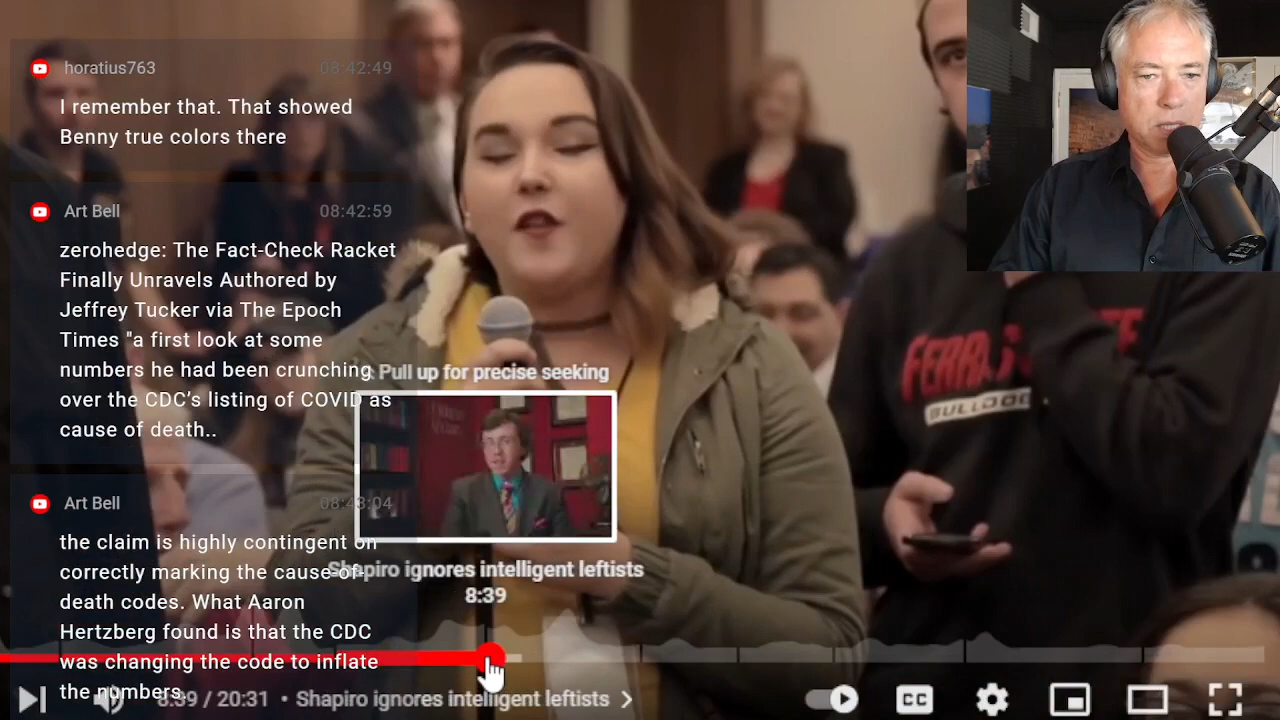 horatius763 08:42:49
I remember that. That showed
Benny true colors there
Art Bell 08:42:59
zerohedge: The Fact-Check Racket
Finally Unravels Authored by
Jeffrey Tucker via The Epoch
Times "a first look at some
numbers he had been crunching
over the CDC’s listing of COVID as
cause of death..
Art Bell 08:43:04
the claim is highly contingent on
correctly marking the cause-of-
death codes. What Aaron
Hertzberg found is that the CDC
was changing the code to inflate
the numbers.
Pull up for precise seeking
Shapiro ignores intelligent leftists
8:39
8:39 / 20:31 • Shapiro ignores intelligent leftists
CC
BULLDOGS